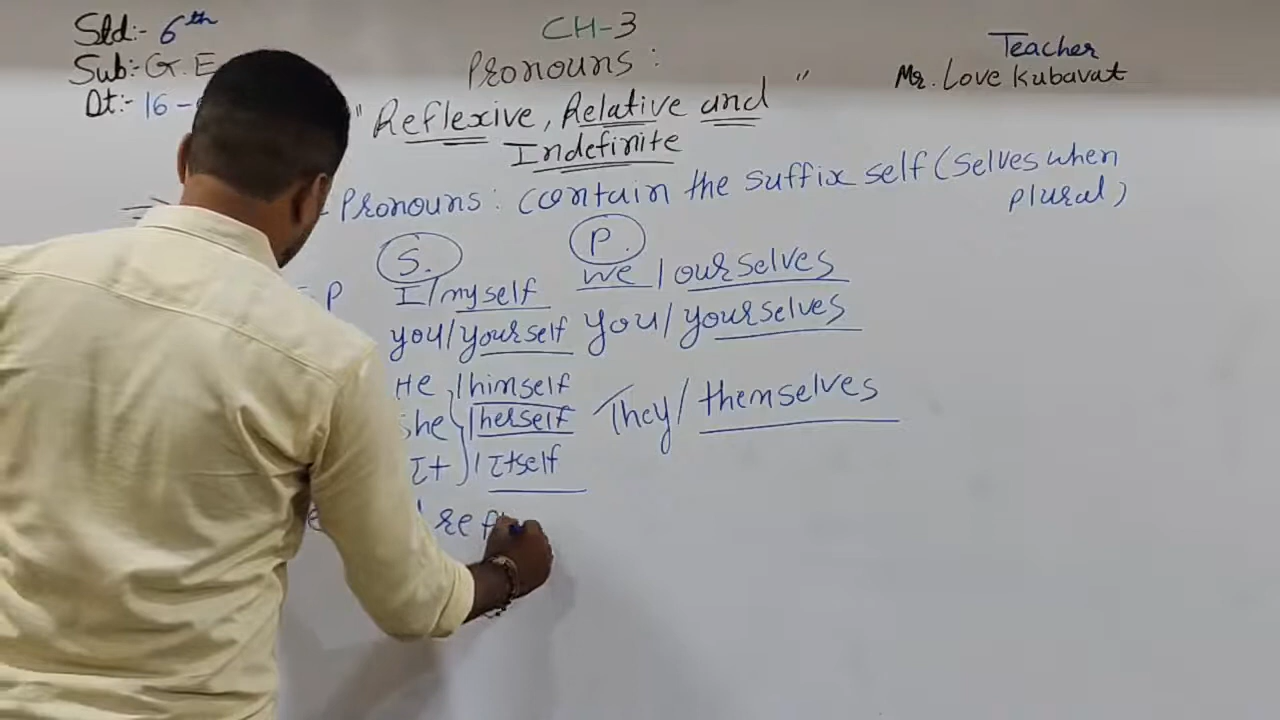 Std:- 6th
Sub:- G.E
Dt:- 16 -
CH-3
Pronouns :
"Reflexive, Relative and
Indefinite "
Teacher
Mr. Love Kubavat
- Pronouns : contain the suffix self (selves when
plural)
S. P.
P I/myself We / ourselves
you/yourself you / yourselves
He / himself
She / herself They / themselves
It / Itself